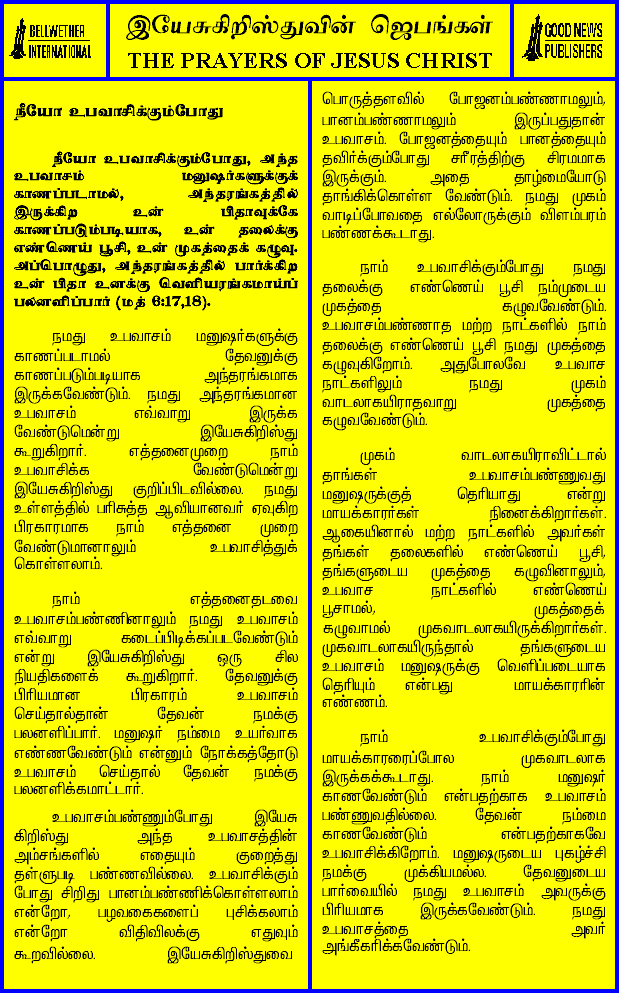 BELLWETHER
INTERNATIONAL
இயேசுகிறிஸ்துவின் ஜெபங்கள்
THE PRAYERS OF JESUS CHRIST
GOOD NEWS
PUBLISHERS
நீயோ உபவாசிக்கும்போது
நீயோ உபவாசிக்கும்போது, அந்த
உபவாசம் மனுஷர்களுக்குக்
காணப்படாமல், அந்தரங்கத்தில்
இருக்கிற உன் பிதாவுக்கே
காணப்படும்படியாக, உன் தலைக்கு
எண்ணெய் பூசி, உன் முகத்தைக் கழுவு.
அப்பொழுது, அந்தரங்கத்தில் பார்க்கிற
உன் பிதா உனக்கு வெளியரங்கமாய்ப்
பலனளிப்பார் (மத் 6:17,18).
நமது உபவாசம் மனுஷர்களுக்கு
காணப்படாமல் தேவனுக்கு
காணப்படும்படியாக அந்தரங்கமாக
இருக்கவேண்டும். நமது அந்தரங்கமான
உபவாசம் எவ்வாறு இருக்க
வேண்டுமென்று இயேசுகிறிஸ்து
கூறுகிறார். எத்தனைமுறை நாம்
உபவாசிக்க வேண்டுமென்று
இயேசுகிறிஸ்து குறிப்பிடவில்லை. நமது
உள்ளத்தில் பரிசுத்த ஆவியானவர் ஏவுகிற
பிரகாரமாக நாம் எத்தனை முறை
வேண்டுமானாலும் உபவாசித்துக்
கொள்ளலாம்.
நாம் எத்தனைதடவை
உபவாசம்பண்ணினாலும் நமது உபவாசம்
எவ்வாறு கடைப்பிடிக்கப்படவேண்டும்
என்று இயேசுகிறிஸ்து ஒரு சில
நியதிகளைக் கூறுகிறார். தேவனுக்கு
பிரியமான பிரகாரம் உபவாசம்
செய்தால்தான் தேவன் நமக்கு
பலனளிப்பார். மனுஷர் நம்மை உயர்வாக
எண்ணவேண்டும் என்னும் நோக்கத்தோடு
உபவாசம் செய்தால் தேவன் நமக்கு
பலனளிக்கமாட்டார்.
உபவாசம்பண்ணும்போது இயேசு
கிறிஸ்து அந்த உபவாசத்தின்
அம்சங்களில் எதையும் குறைத்து
தள்ளுபடி பண்ணவில்லை. உபவாசிக்கும்
போது சிறிது பானம்பண்ணிக்கொள்ளலாம்
என்றோ, பழவகைகளைப் புசிக்கலாம்
என்றோ விதிவிலக்கு எதுவும்
கூறவில்லை. இயேசுகிறிஸ்துவை
பொருத்தளவில் போஜனம்பண்ணாமலும்,
பானம்பண்ணாமலும் இருப்பதுதான்
உபவாசம். போஜனத்தையும் பானத்தையும்
தவிர்க்கும்போது சரீரத்திற்கு சிரமமாக
இருக்கும். அதை தாழ்மையோடு
தாங்கிக்கொள்ள வேண்டும். நமது முகம்
வாடிப்போவதை எல்லோருக்கும் விளம்பரம்
பண்ணக்கூடாது.
நாம் உபவாசிக்கும்போது நமது
தலைக்கு எண்ணெய் பூசி நம்முடைய
முகத்தை கழுவவேண்டும்.
உபவாசம்பண்ணாத மற்ற நாட்களில் நாம்
தலைக்கு எண்ணெய் பூசி நமது முகத்தை
கழுவுகிறோம். அதுபோலவே உபவாச
நாட்களிலும் நமது முகம்
வாடலாகயிராதவாறு முகத்தை
கழுவவேண்டும்.
முகம் வாடலாகயிராவிட்டால்
தாங்கள் உபவாசம்பண்ணுவது
மனுஷருக்குத் தெரியாது என்று
மாயக்காரர்கள் நினைக்கிறார்கள்.
ஆகையினால் மற்ற நாட்களில் அவர்கள்
தங்கள் தலைகளில் எண்ணெய் பூசி,
தங்களுடைய முகத்தை கழுவினாலும்,
உபவாச நாட்களில் எண்ணெய்
பூசாமல், முகத்தைக்
கழுவாமல் முகவாடலாகயிருக்கிறார்கள்.
முகவாடலாகயிருந்தால் தங்களுடைய
உபவாசம் மனுஷருக்கு வெளிப்படையாக
தெரியும் என்பது மாயக்காரரின்
எண்ணம்.
நாம் உபவாசிக்கும்போது
மாயக்காரரைப்போல முகவாடலாக
இருக்கக்கூடாது. நாம் மனுஷர்
காணவேண்டும் என்பதற்காக உபவாசம்
பண்ணுவதில்லை. தேவன் நம்மை
காணவேண்டும் என்பதற்காகவே
உபவாசிக்கிறோம். மனுஷருடைய புகழ்ச்சி
நமக்கு முக்கியமல்ல. தேவனுடைய
பார்வையில் நமது உபவாசம் அவருக்கு
பிரியமாக இருக்கவேண்டும். நமது
உபவாசத்தை அவர்
அங்கீகரிக்கவேண்டும்.